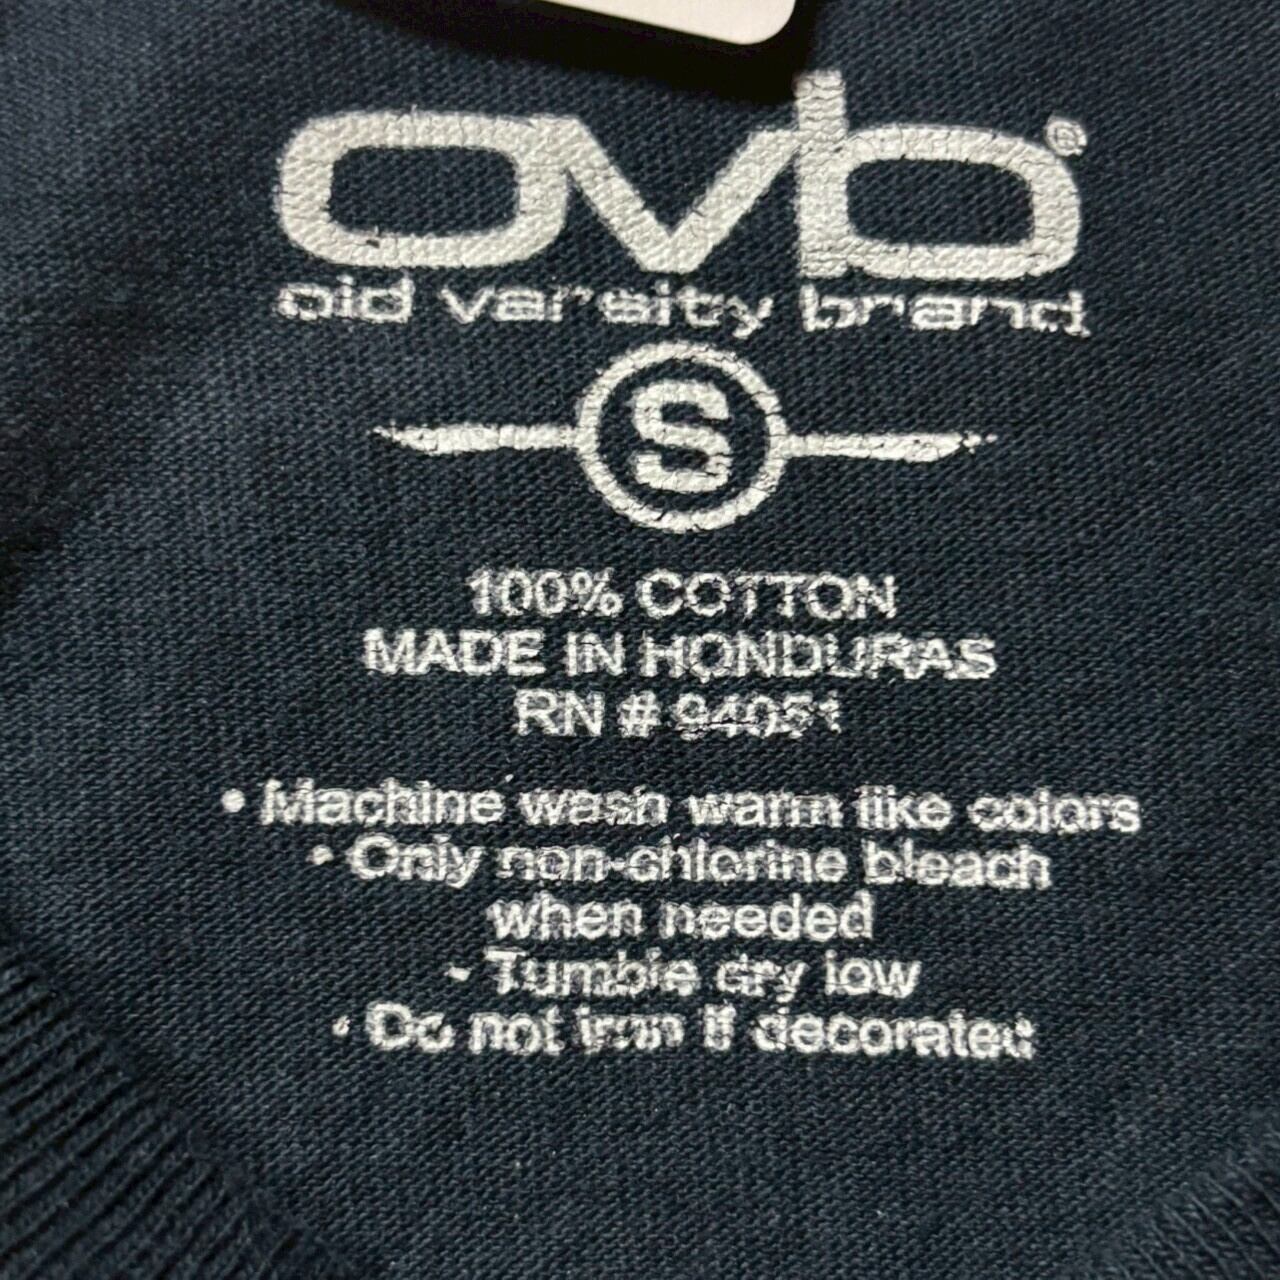 ovb®
old varsity brand
S
100% COTTON
MADE IN HONDURAS
RN # 94051
• Machine wash warm like colors
• Only non-chlorine bleach
when needed
• Tumble dry low
• Do not iron if decorated